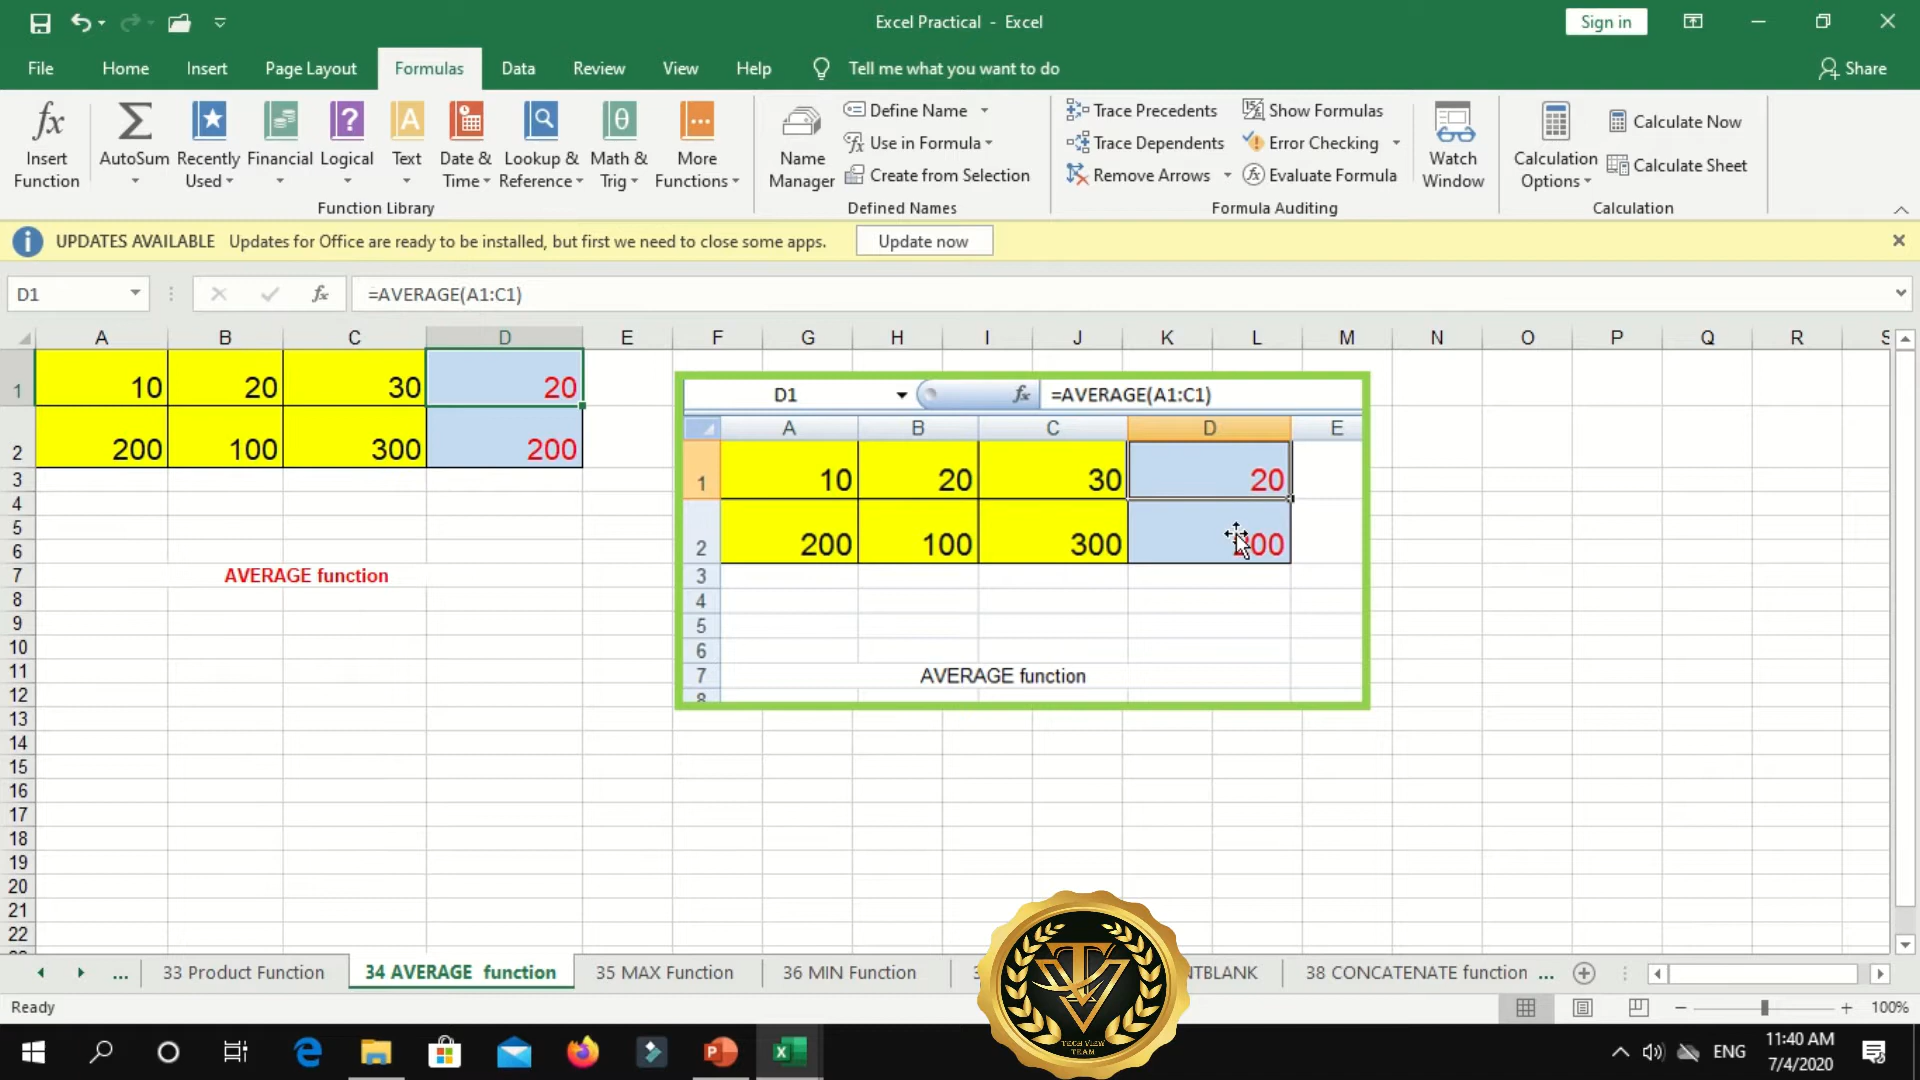 Excel Practical - Excel
Sign in
File Home Insert Page Layout Formulas Data Review View Help Tell me what you want to do Share
Insert Function
AutoSum
Recently Used
Financial
Logical
Text
Date & Time
Lookup & Reference
Math & Trig
More Functions
Function Library
Name Manager
Define Name
Use in Formula
Create from Selection
Defined Names
Trace Precedents
Trace Dependents
Remove Arrows
Show Formulas
Error Checking
Evaluate Formula
Formula Auditing
Watch Window
Calculation Options
Calculate Now
Calculate Sheet
Calculation
UPDATES AVAILABLE Updates for Office are ready to be installed, but first we need to close some apps. Update now
D1 fx =AVERAGE(A1:C1)
A B C D E F G H I J K L M N O P Q R S
1 10 20 30 20
2 200 100 300 200
3
4
5
6
7 AVERAGE function
8
9
10
11
12
13
14
15
16
17
18
19
20
21
22
D1 fx =AVERAGE(A1:C1)
A B C D E
1 10 20 30 20
2 200 100 300 200
3
4
5
6
7 AVERAGE function
8
... 33 Product Function 34 AVERAGE function 35 MAX Function 36 MIN Function NTBLANK 38 CONCATENATE function ...
TECH VIEW
TEAM
Ready 100%
ENG
11:40 AM
7/4/2020